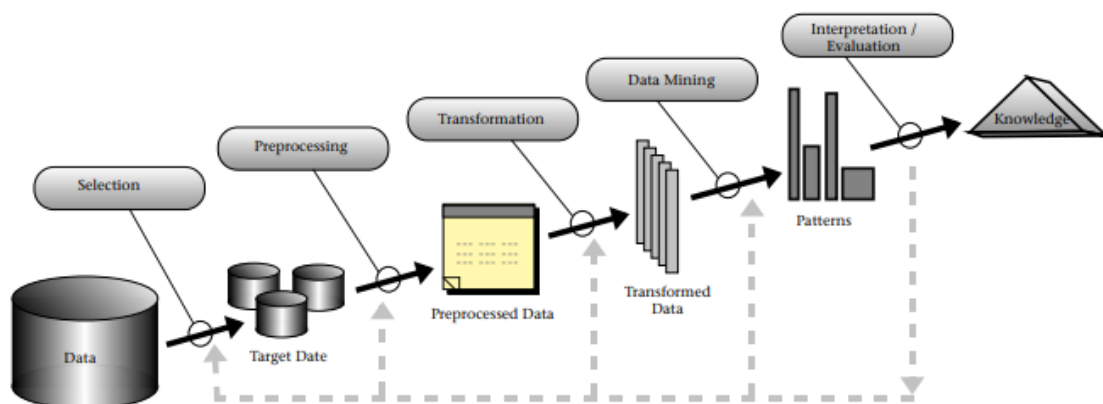 Interpretation /
Evaluation
Data Mining
Transformation
Preprocessing
Selection
Knowledge
Patterns
Transformed
Data
Preprocessed Data
Target Date
Data